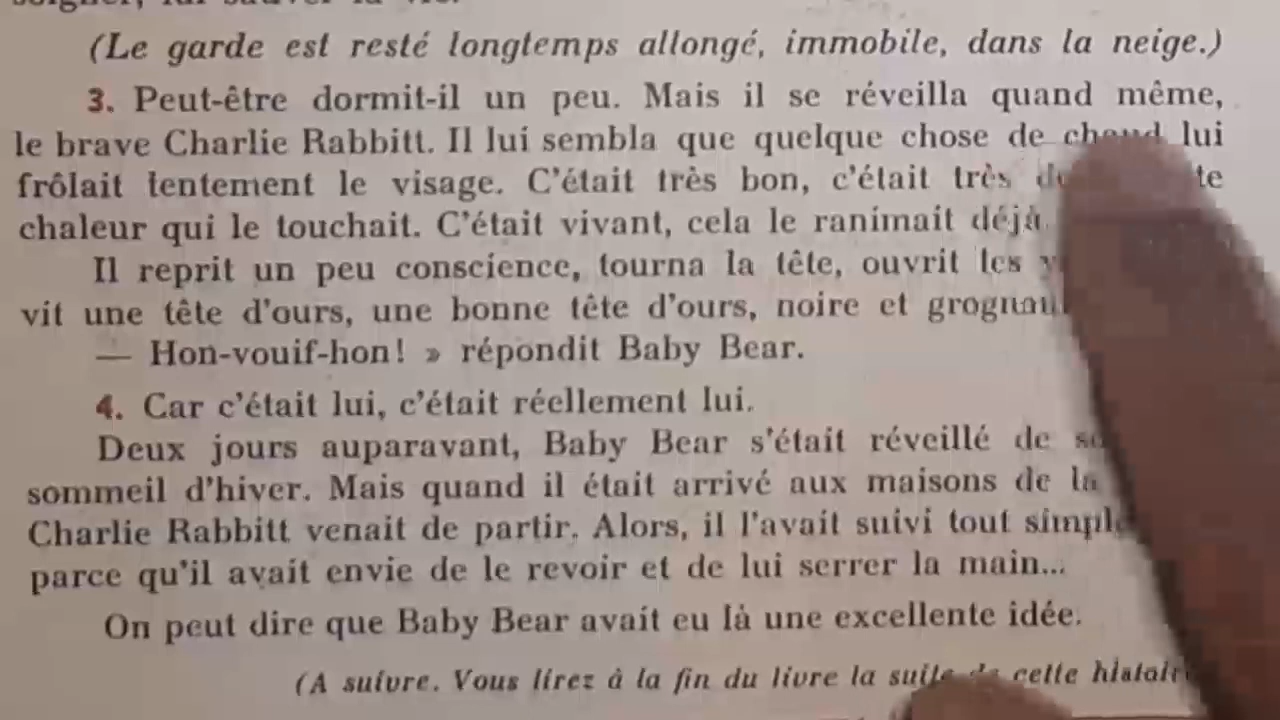 (Le garde est resté longtemps allongé, immobile, dans la neige.)
3. Peut-être dormit-il un peu. Mais il se réveilla quand même,
le brave Charlie Rabbitt. Il lui sembla que quelque chose de chaud lui
frôlait lentement le visage. C'était très bon, c'était très
chaleur qui le touchait. C'était vivant, cela le ranimait déjà.
Il reprit un peu conscience, tourna la tête, ouvrit les
vit une tête d'ours, une bonne tête d'ours, noire et
— Hon-vouif-hon! » répondit Baby Bear.
4. Car c'était lui, c'était réellement lui.
Deux jours auparavant, Baby Bear s'était réveillé de
sommeil d'hiver. Mais quand il était arrivé aux maisons de la
Charlie Rabbitt venait de partir. Alors, il l'avait suivi tout
parce qu'il avait envie de le revoir et de lui serrer la main...
On peut dire que Baby Bear avait eu là une excellente idée.
(A suivre. Vous lirez à la fin du livre la suite de cette